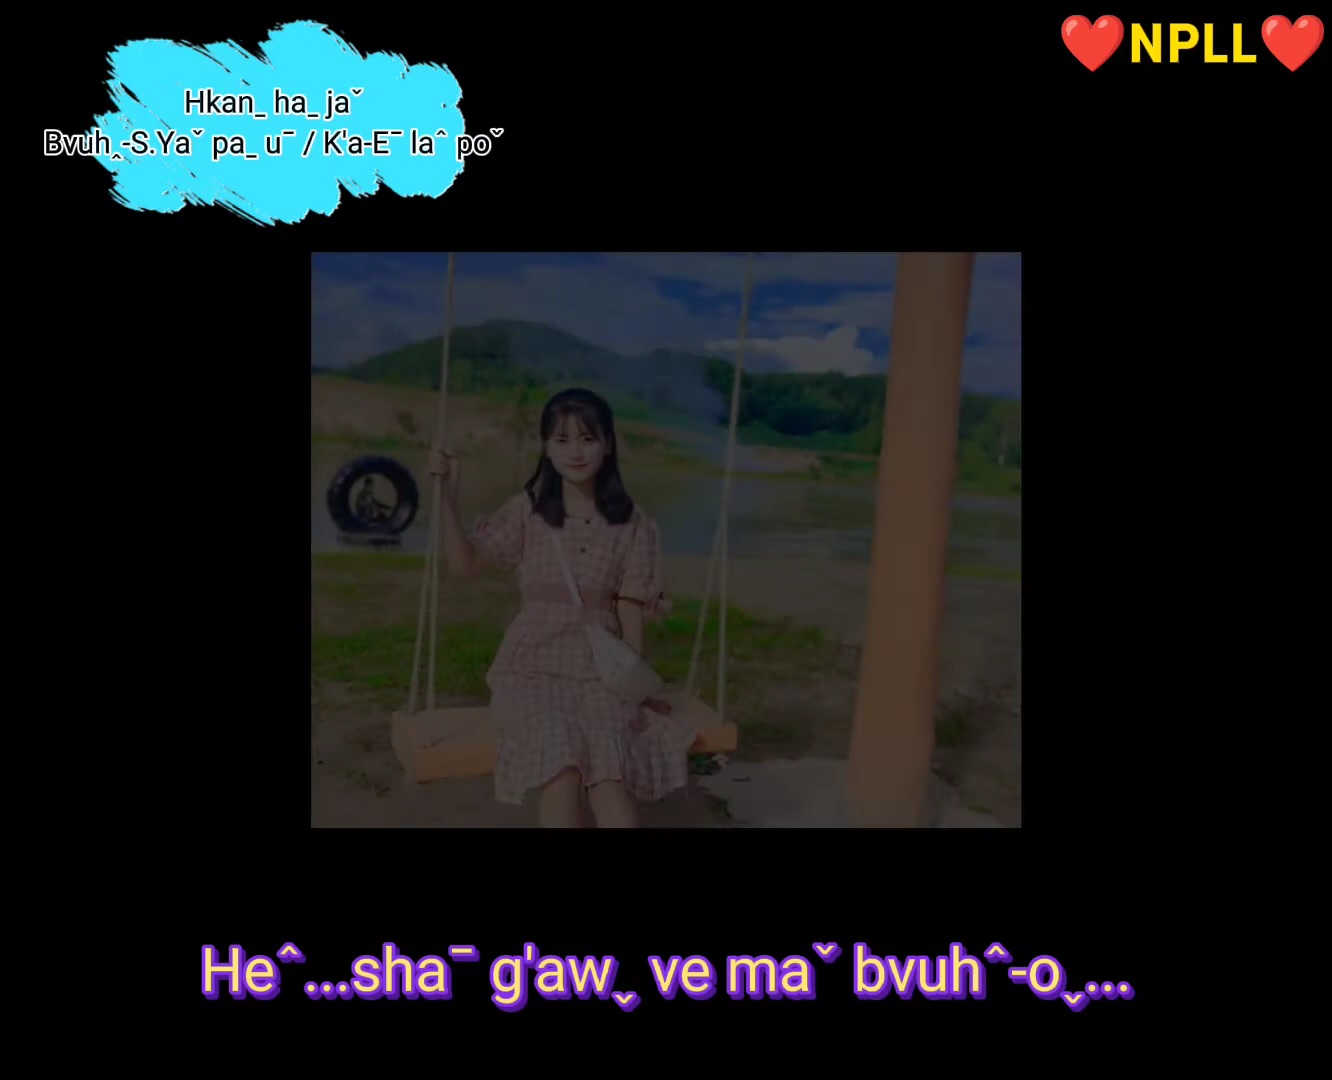 Hkan_ ha_ jaˇ
Bvuh‸-S.Yaˇ pa_ uˉ / K'a-Eˉ laˆ poˇ
❤️NPLL❤️
Heˆ...shaˉ g'aw ̬ ve maˇ bvuhˆ-o ̬...